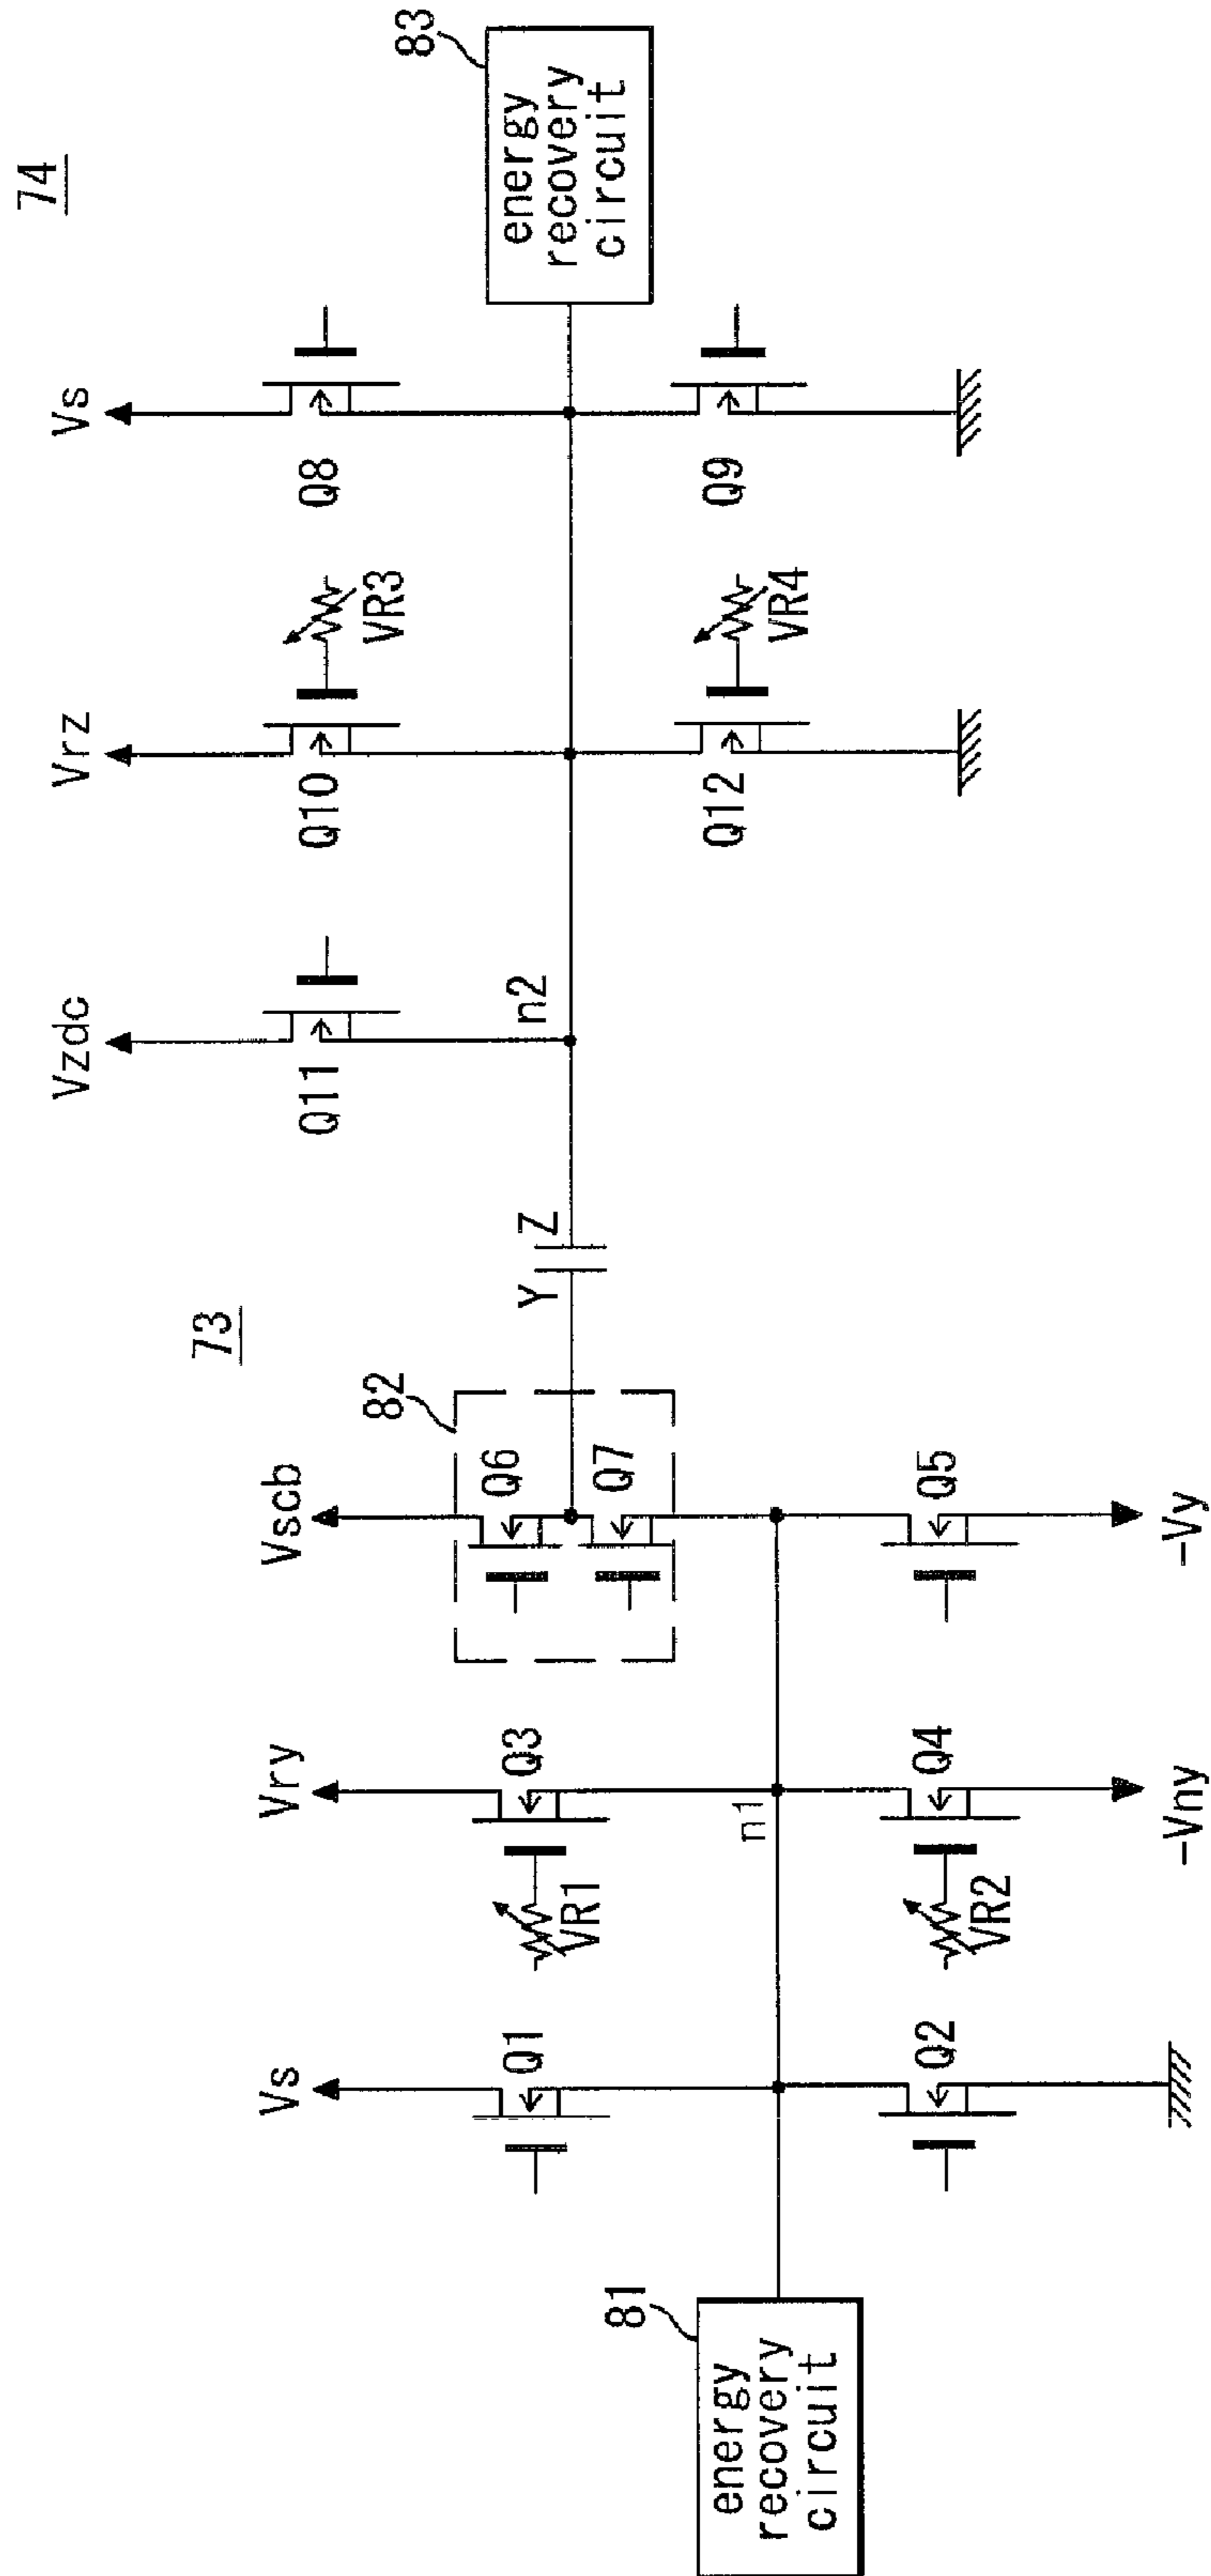 73
74
Vs
Vry
Vscb
Vzdc
Vrz
Vs
Q1
VR1
Q3
82
Q6
Q7
Y
Z
Q11
n2
Q10
VR3
Q8
83
energy
recovery
circuit
81
energy
recovery
circuit
n1
Q2
VR2
Q4
Q5
Q12
VR4
Q9
-Vny
-Vy